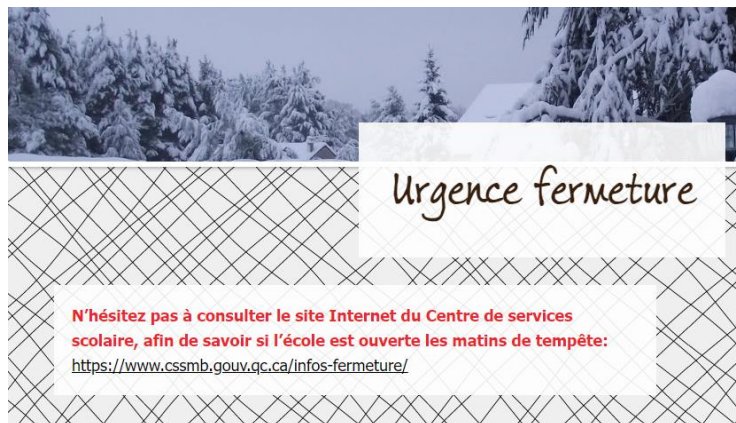 Urgence fermeture
N'hésitez pas à consulter le site Internet du Centre de services
scolaire, afin de savoir si l'école est ouverte les matins de tempête:
https://www.cssmb.gouv.qc.ca/infos-fermeture/